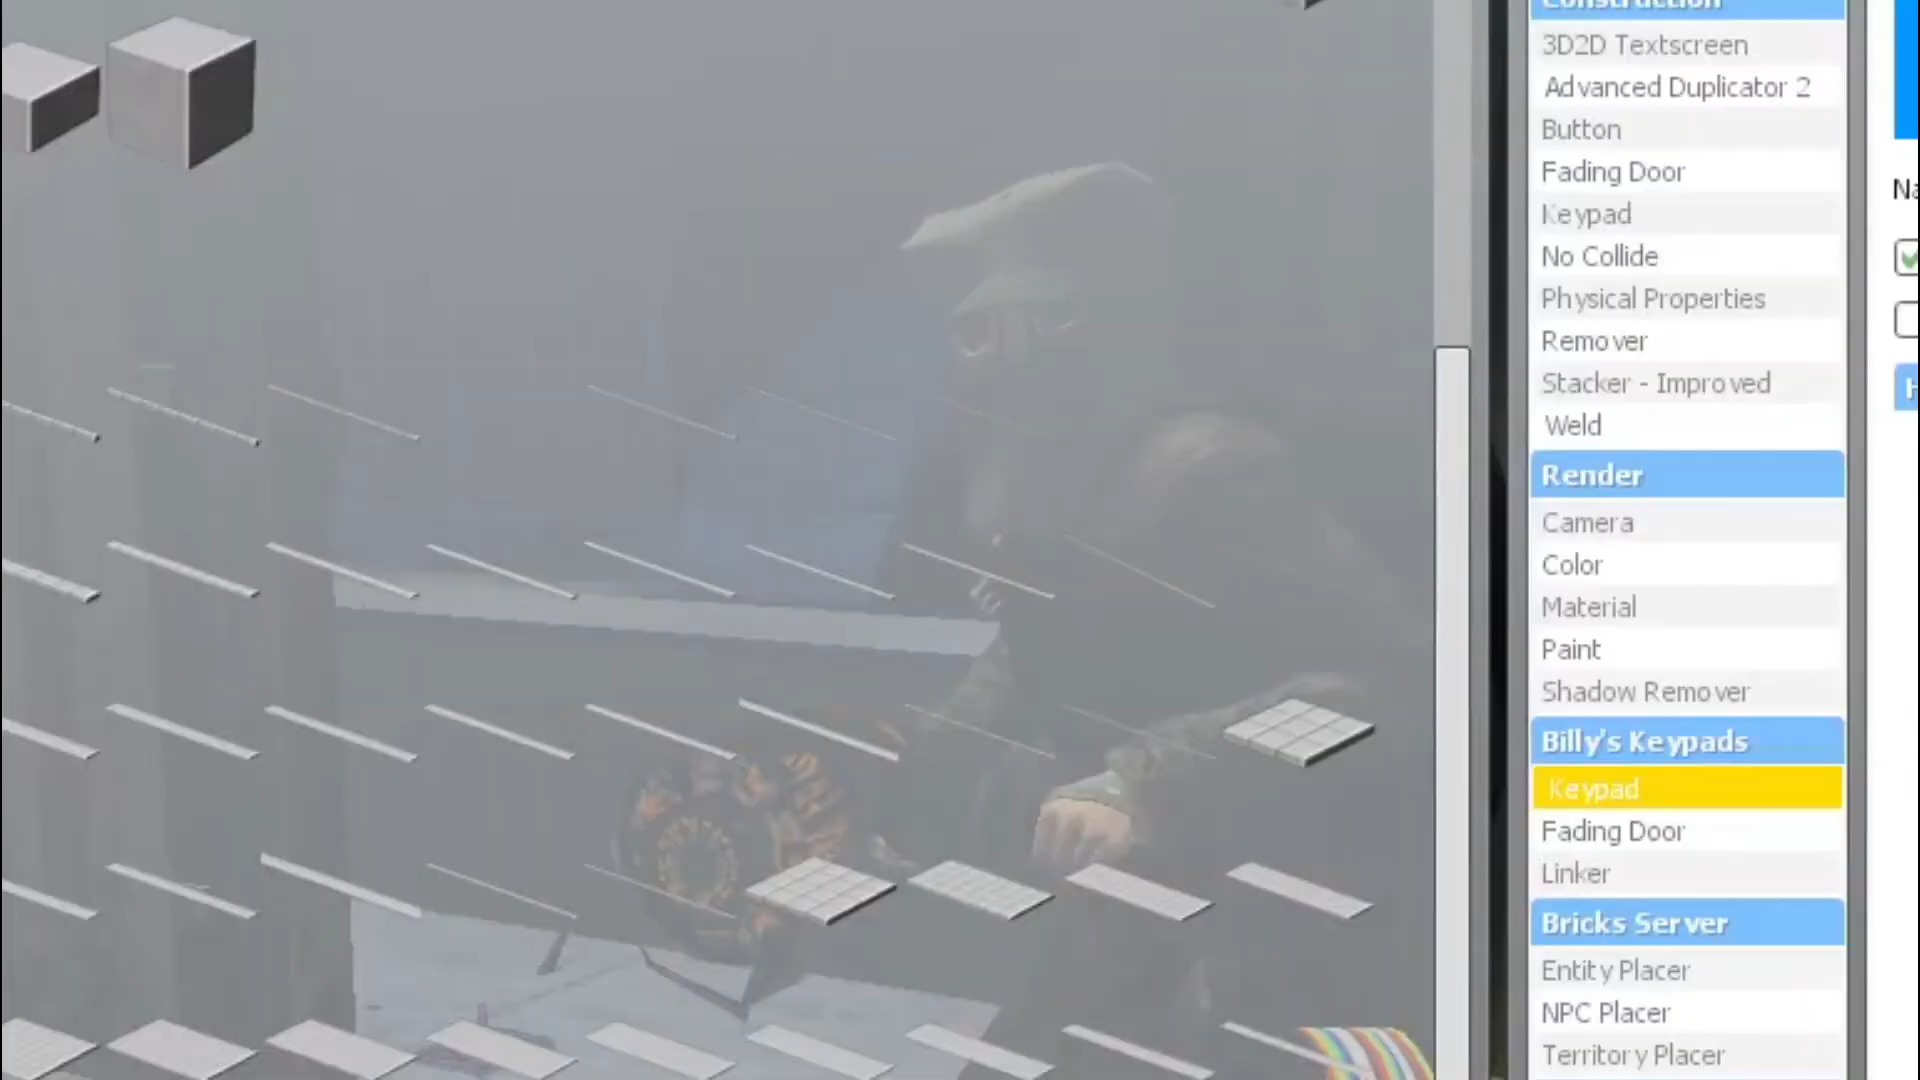 Construction
3D2D Textscreen
Advanced Duplicator 2
Button
Fading Door
Keypad
No Collide
Physical Properties
Remover
Stacker - Improved
Weld
Render
Camera
Color
Material
Paint
Shadow Remover
Billy's Keypads
Keypad
Fading Door
Linker
Bricks Server
Entity Placer
NPC Placer
Territory Placer